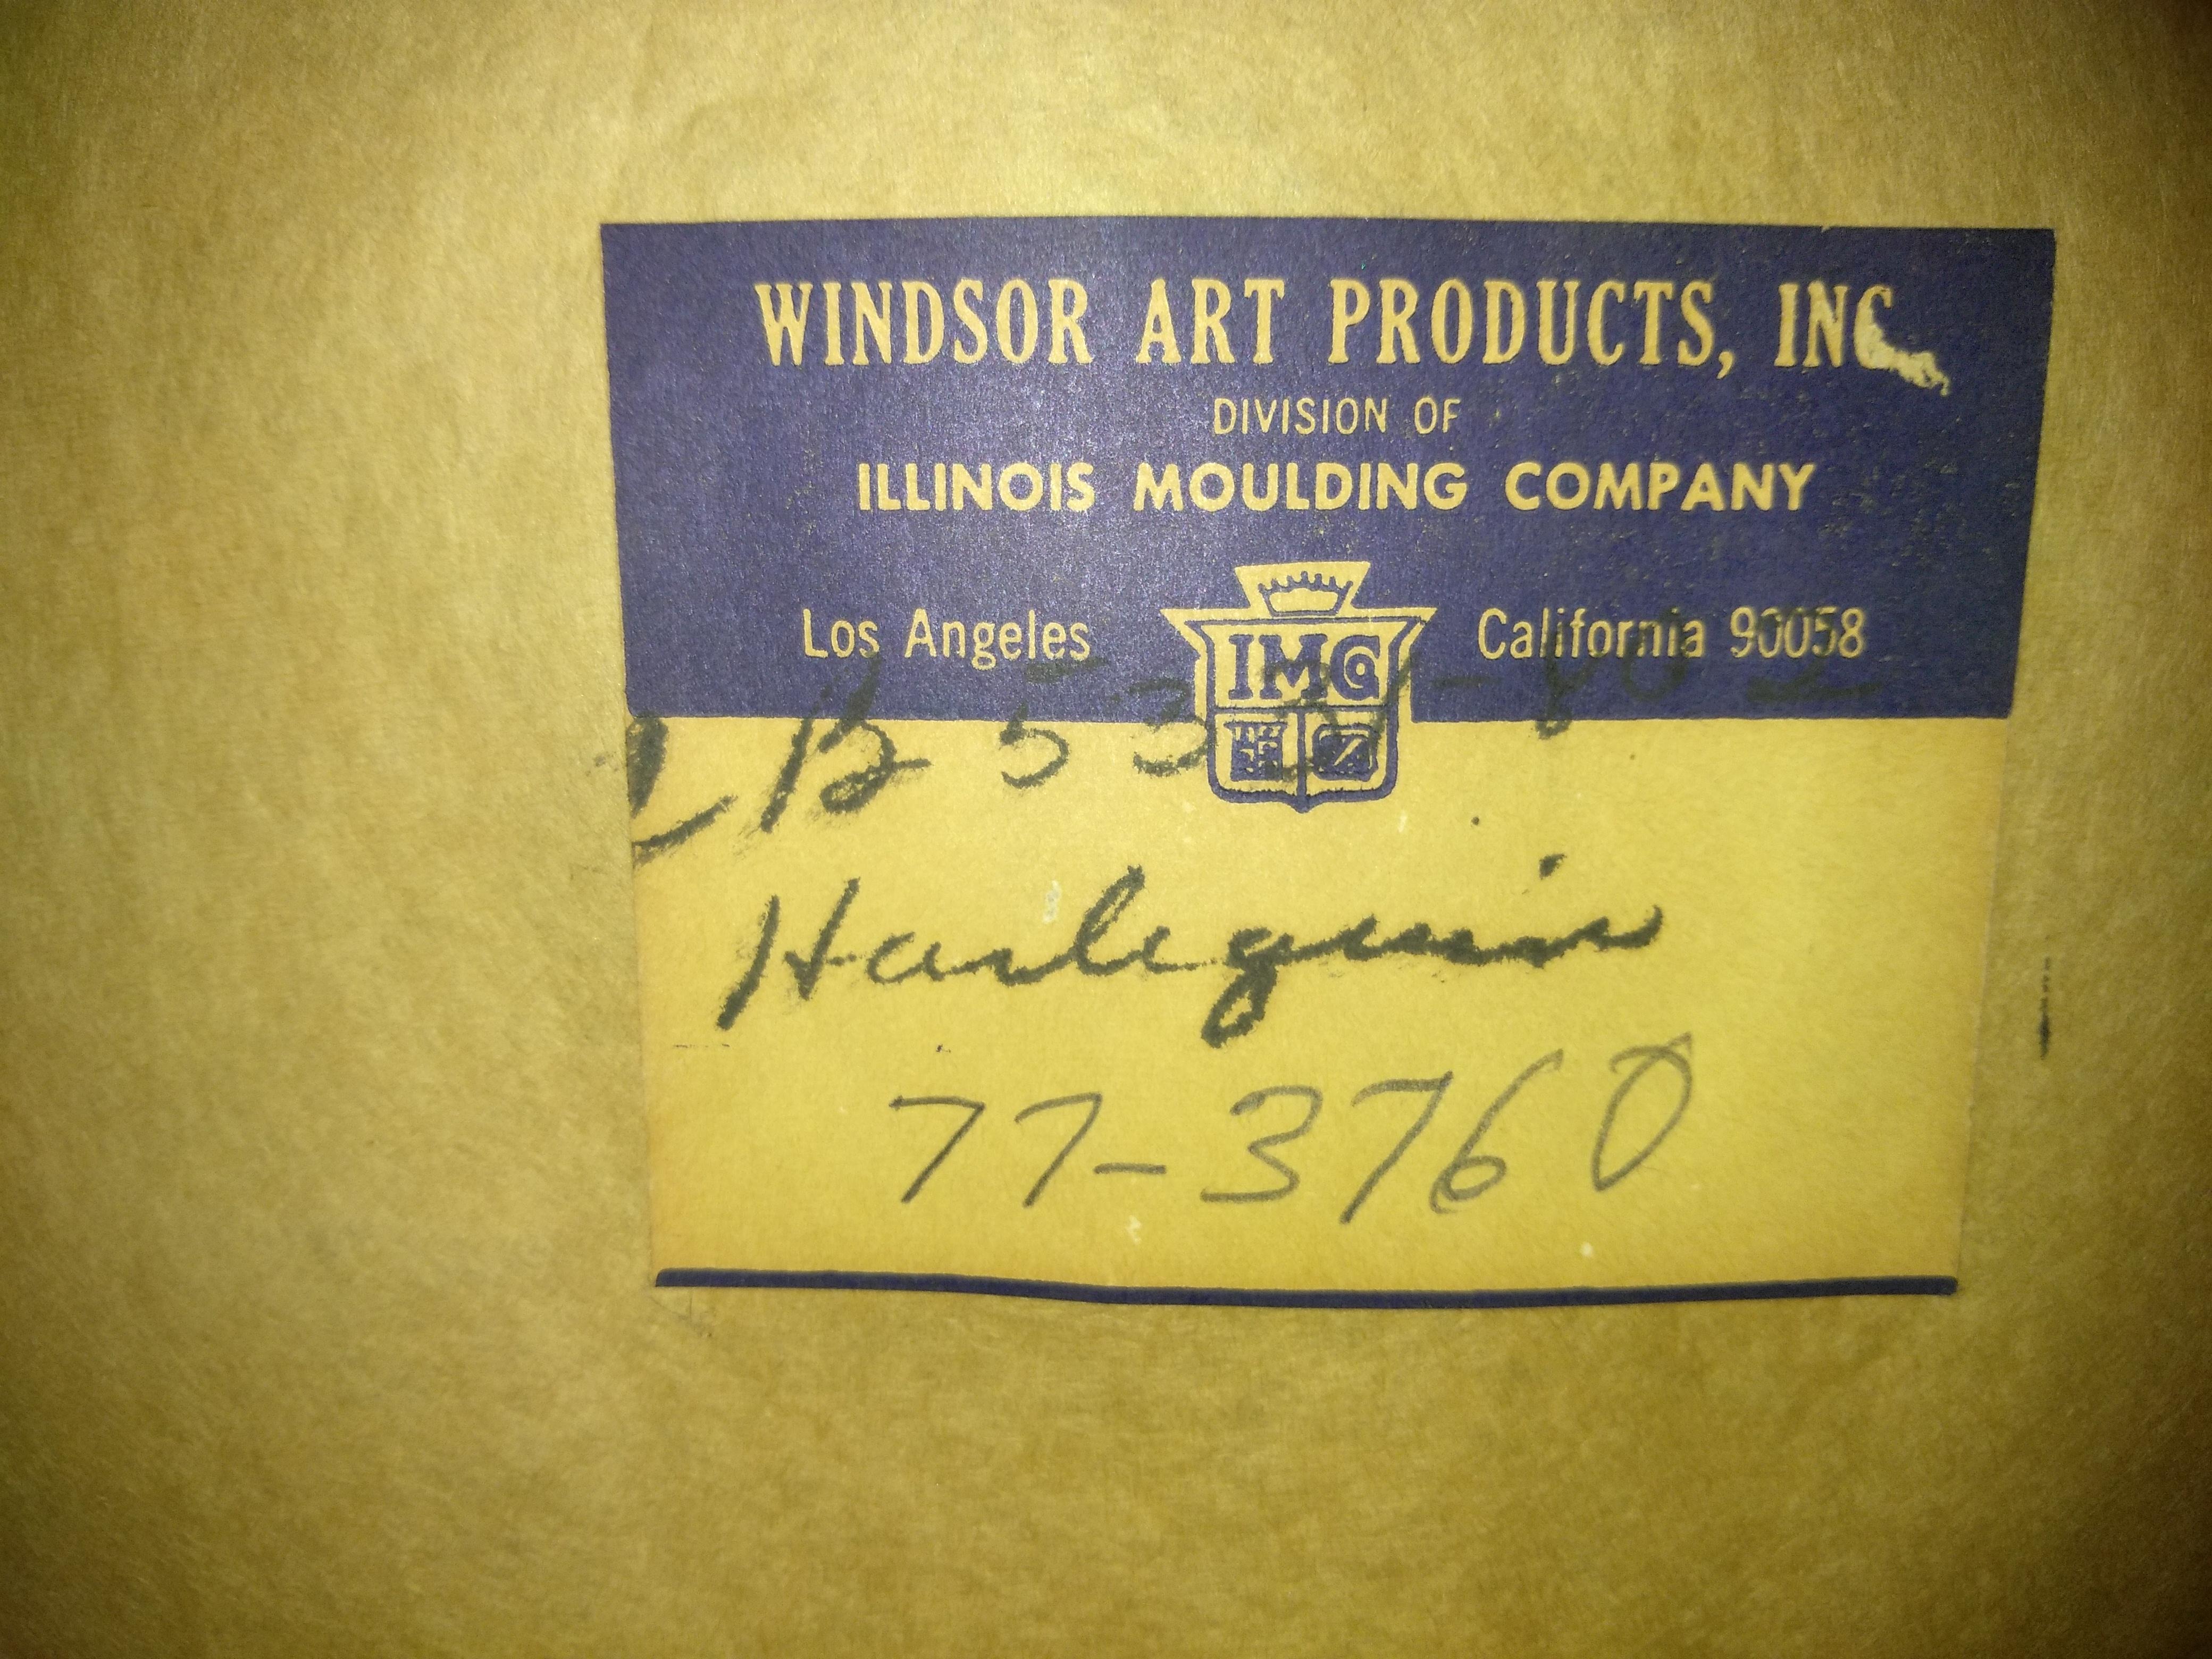 WINDSOR ART PRODUCTS, INC
DIVISION OF
ILLINOIS MOULDING COMPANY
Los Angeles IMC California 90058
Harlequin
77-3760